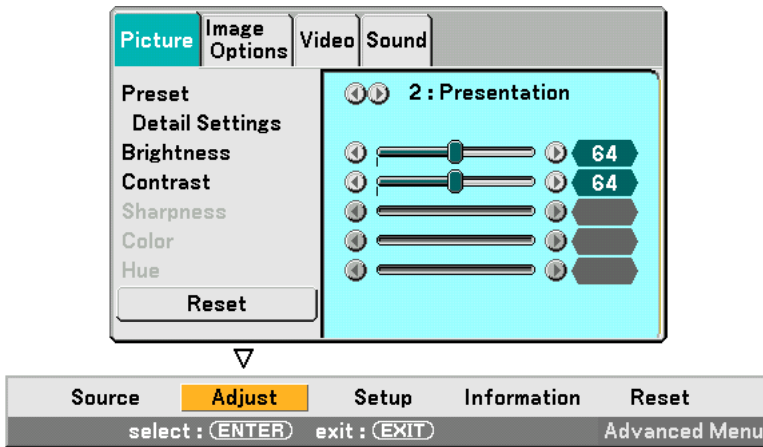 Picture Image Options Video Sound
Preset 2 : Presentation
Detail Settings
Brightness 64
Contrast 64
Sharpness
Color
Hue
Reset
Source Adjust Setup Information Reset
select : ENTER exit : EXIT Advanced Menu